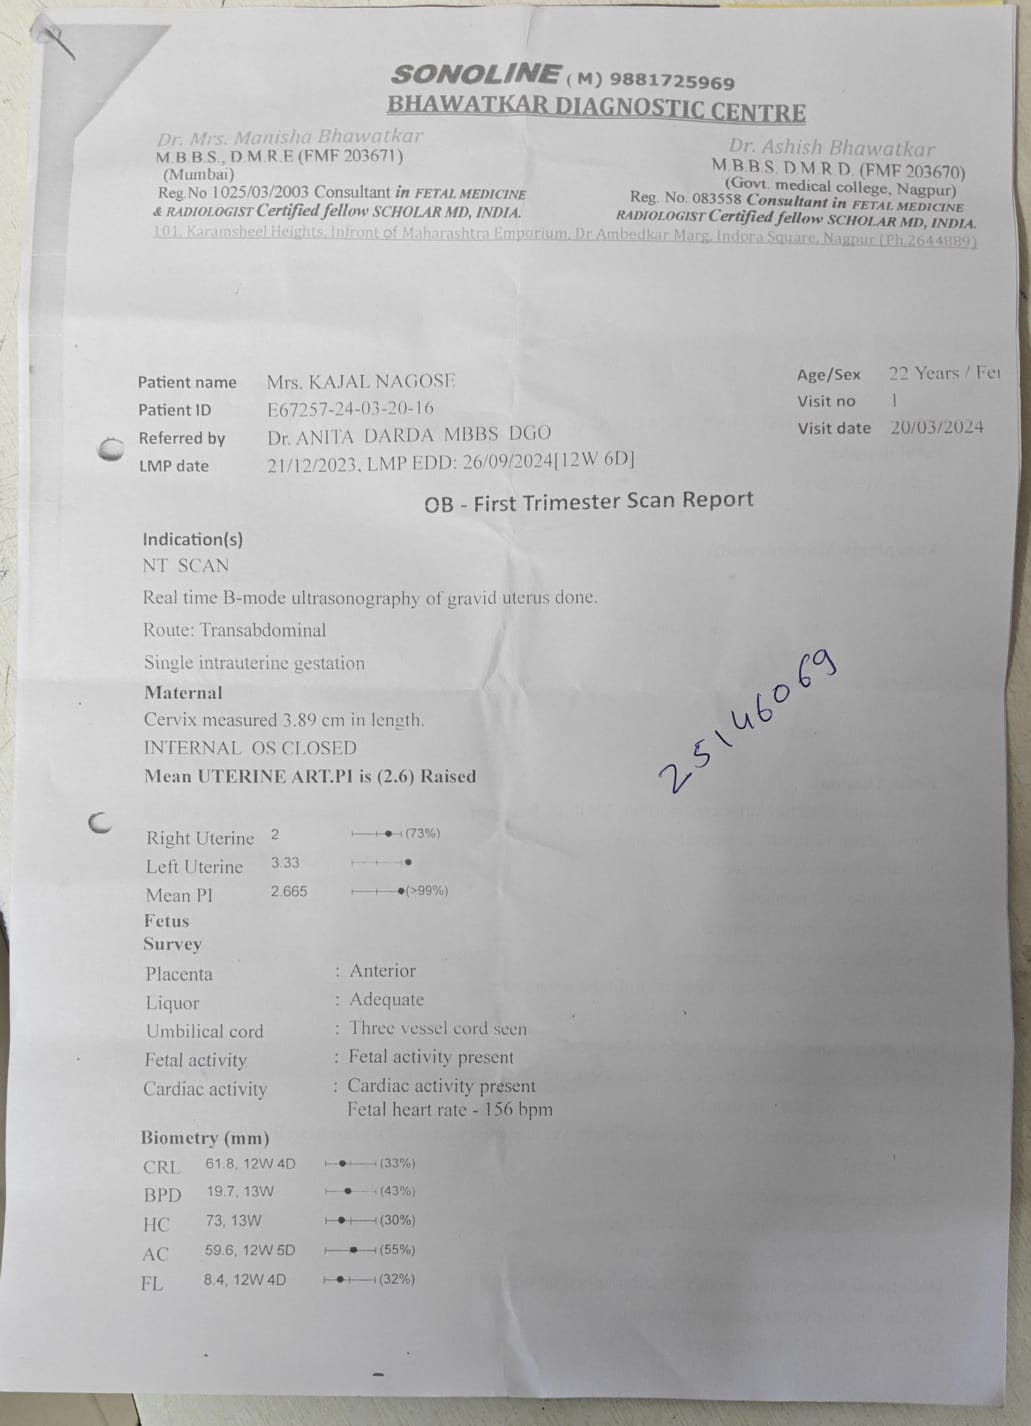 SONOLINE (M) 9881725969
BHAWATKAR DIAGNOSTIC CENTRE
Dr. Mrs. Manisha Bhawatkar
M.B.B.S., D.M.R.E (FMF 203671)
(Mumbai)
Reg.No 1025/03/2003 Consultant in FETAL MEDICINE
& RADIOLOGIST Certified fellow SCHOLAR MD, INDIA.
Dr. Ashish Bhawatkar
M.B.B.S. D.M.R.D. (FMF 203670)
(Govt. medical college, Nagpur)
Reg. No. 083558 Consultant in FETAL MEDICINE
RADIOLOGIST Certified fellow SCHOLAR MD, INDIA.
101, Karamsheel Heights, Infront of Maharashtra Emporium, Dr Ambedkar Marg, Indora Square, Nagpur (Ph.2644889)
Patient name Mrs. KAJAL NAGOSE
Age/Sex 22 Years / Fe
Patient ID E67257-24-03-20-16
Visit no 1
Referred by Dr. ANITA DARDA MBBS DGO
Visit date 20/03/2024
LMP date 21/12/2023, LMP EDD: 26/09/2024[12W 6D]
OB - First Trimester Scan Report
Indication(s)
NT SCAN
Real time B-mode ultrasonography of gravid uterus done.
Route: Transabdominal
Single intrauterine gestation
Maternal
Cervix measured 3.89 cm in length.
INTERNAL OS CLOSED
Mean UTERINE ART.PI is (2.6) Raised
25146069
Right Uterine 2 (73%)
Left Uterine 3.33
Mean PI 2.665 (>99%)
Fetus
Survey
Placenta : Anterior
Liquor : Adequate
Umbilical cord : Three vessel cord seen
Fetal activity : Fetal activity present
Cardiac activity : Cardiac activity present
Fetal heart rate - 156 bpm
Biometry (mm)
CRL 61.8, 12W 4D (33%)
BPD 19.7, 13W (43%)
HC 73, 13W (30%)
AC 59.6, 12W 5D (55%)
FL 8.4, 12W 4D (32%)